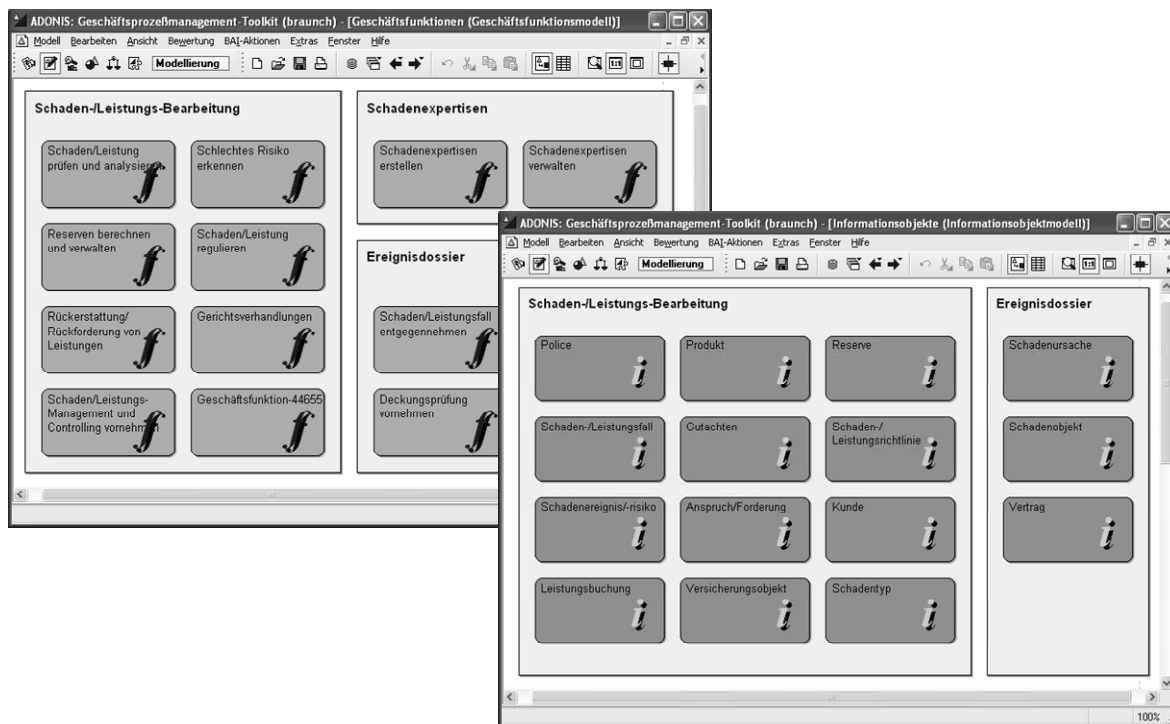 ADONIS: Geschäftsprozeßmanagement-Toolkit (braunch) - [Geschäftsfunktionen (Geschäftsfunktionsmodell)]
Modell Bearbeiten Ansicht Bewertung BAI-Aktionen Extras Fenster Hilfe
Modellierung
Schaden-/Leistungs-Bearbeitung
Schaden/Leistung
prüfen und analysieren
f
Schlechtes Risiko
erkennen
f
Reserven berechnen
und verwalten
f
Schaden/Leistung
regulieren
f
Rückerstattung/
Rückforderung von
Leistungen
f
Gerichtsverhandlungen
f
Schaden/Leistungs-
Management und
Controlling vornehmen
f
Geschäftsfunktion-44655
f
Schadenexpertisen
Schadenexpertisen
erstellen
f
Schadenexpertisen
verwalten
f
Ereignisdossier
Schaden/Leistungsfall
entgegennehmen
Deckungsprüfung
vornehmen
ADONIS: Geschäftsprozeßmanagement-Toolkit (braunch) - [Informationsobjekte (Informationsobjektmodell)]
Modell Bearbeiten Ansicht Bewertung BAI-Aktionen Extras Fenster Hilfe
Modellierung
Schaden-/Leistungs-Bearbeitung
Police
i
Produkt
i
Reserve
i
Schaden-/Leistungsfall
i
Gutachten
i
Schaden-/
Leistungsrichtlinie
i
Schadenereignis/-risiko
i
Anspruch/Forderung
i
Kunde
i
Leistungsbuchung
i
Versicherungsobjekt
i
Schadentyp
i
Ereignisdossier
Schadenursache
i
Schadenobjekt
i
Vertrag
i
100%